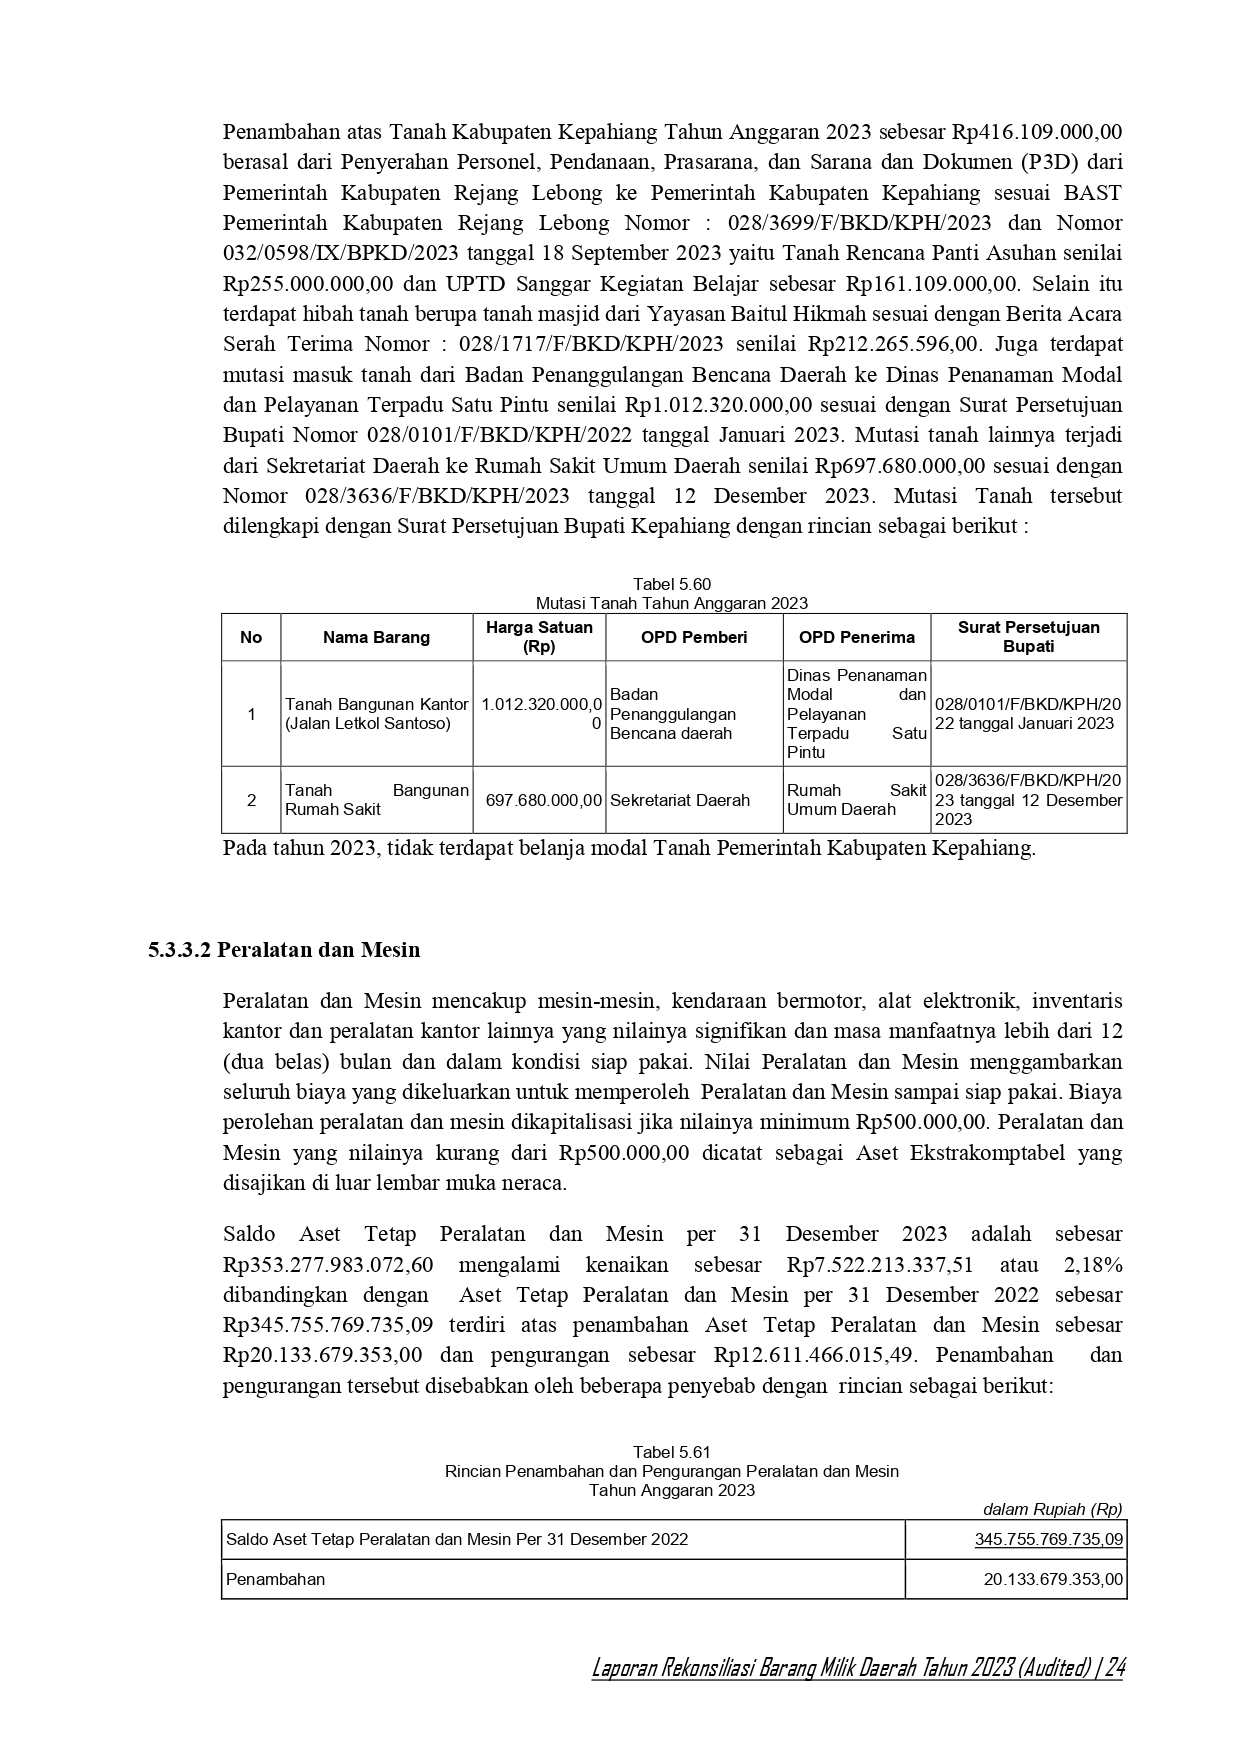 Penambahan atas Tanah Kabupaten Kepahiang Tahun Anggaran 2023 sebesar Rp416.109.000,00
berasal dari Penyerahan Personel, Pendanaan, Prasarana, dan Sarana dan Dokumen (P3D) dari
Pemerintah Kabupaten Rejang Lebong ke Pemerintah Kabupaten Kepahiang sesuai BAST
Pemerintah Kabupaten Rejang Lebong Nomor : 028/3699/F/BKD/KPH/2023 dan Nomor
032/0598/IX/BPKD/2023 tanggal 18 September 2023 yaitu Tanah Rencana Panti Asuhan senilai
Rp255.000.000,00 dan UPTD Sanggar Kegiatan Belajar sebesar Rp161.109.000,00. Selain itu
terdapat hibah tanah berupa tanah masjid dari Yayasan Baitul Hikmah sesuai dengan Berita Acara
Serah Terima Nomor : 028/1717/F/BKD/KPH/2023 senilai Rp212.265.596,00. Juga terdapat
mutasi masuk tanah dari Badan Penanggulangan Bencana Daerah ke Dinas Penanaman Modal
dan Pelayanan Terpadu Satu Pintu senilai Rp1.012.320.000,00 sesuai dengan Surat Persetujuan
Bupati Nomor 028/0101/F/BKD/KPH/2022 tanggal Januari 2023. Mutasi tanah lainnya terjadi
dari Sekretariat Daerah ke Rumah Sakit Umum Daerah senilai Rp697.680.000,00 sesuai dengan
Nomor 028/3636/F/BKD/KPH/2023 tanggal 12 Desember 2023. Mutasi Tanah tersebut
dilengkapi dengan Surat Persetujuan Bupati Kepahiang dengan rincian sebagai berikut :
Tabel 5.60
Mutasi Tanah Tahun Anggaran 2023
No
Nama Barang
Harga Satuan
(Rp)
OPD Pemberi
OPD Penerima
Surat Persetujuan
Bupati
1
Tanah Bangunan Kantor
(Jalan Letkol Santoso)
1.012.320.000,0
0
Badan
Penanggulangan
Bencana daerah
Dinas Penanaman
Modal dan
Pelayanan
Terpadu Satu
Pintu
028/0101/F/BKD/KPH/20
22 tanggal Januari 2023
2
Tanah Bangunan
Rumah Sakit
697.680.000,00
Sekretariat Daerah
Rumah Sakit
Umum Daerah
028/3636/F/BKD/KPH/20
23 tanggal 12 Desember
2023
Pada tahun 2023, tidak terdapat belanja modal Tanah Pemerintah Kabupaten Kepahiang.
5.3.3.2 Peralatan dan Mesin
Peralatan dan Mesin mencakup mesin-mesin, kendaraan bermotor, alat elektronik, inventaris
kantor dan peralatan kantor lainnya yang nilainya signifikan dan masa manfaatnya lebih dari 12
(dua belas) bulan dan dalam kondisi siap pakai. Nilai Peralatan dan Mesin menggambarkan
seluruh biaya yang dikeluarkan untuk memperoleh Peralatan dan Mesin sampai siap pakai. Biaya
perolehan peralatan dan mesin dikapitalisasi jika nilainya minimum Rp500.000,00. Peralatan dan
Mesin yang nilainya kurang dari Rp500.000,00 dicatat sebagai Aset Ekstrakomptabel yang
disajikan di luar lembar muka neraca.
Saldo Aset Tetap Peralatan dan Mesin per 31 Desember 2023 adalah sebesar
Rp353.277.983.072,60 mengalami kenaikan sebesar Rp7.522.213.337,51 atau 2,18%
dibandingkan dengan Aset Tetap Peralatan dan Mesin per 31 Desember 2022 sebesar
Rp345.755.769.735,09 terdiri atas penambahan Aset Tetap Peralatan dan Mesin sebesar
Rp20.133.679.353,00 dan pengurangan sebesar Rp12.611.466.015,49. Penambahan dan
pengurangan tersebut disebabkan oleh beberapa penyebab dengan rincian sebagai berikut:
Tabel 5.61
Rincian Penambahan dan Pengurangan Peralatan dan Mesin
Tahun Anggaran 2023
dalam Rupiah (Rp)
Saldo Aset Tetap Peralatan dan Mesin Per 31 Desember 2022
345.755.769.735,09
Penambahan
20.133.679.353,00
Laporan Rekonsiliasi Barang Milik Daerah Tahun 2023 (Audited) | 24